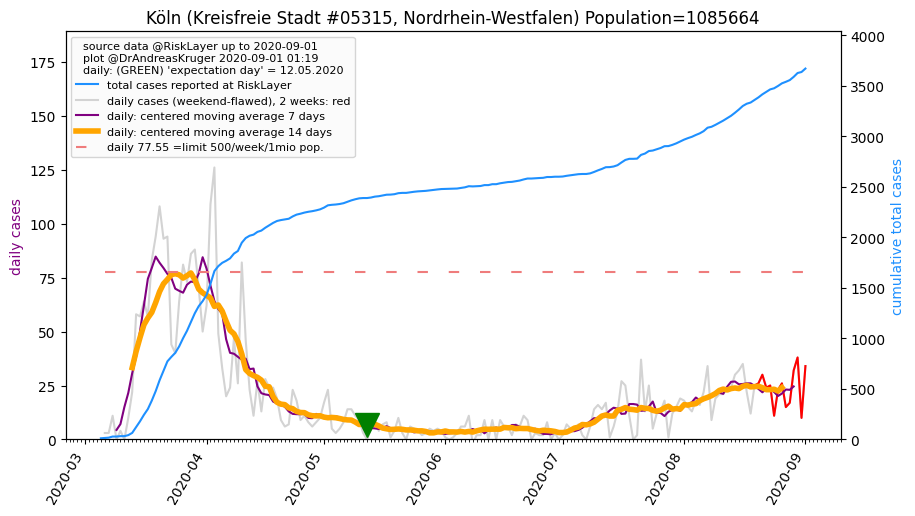 Köln (Kreisfreie Stadt #05315, Nordrhein-Westfalen) Population=1085664
source data @RiskLayer up to 2020-09-01
plot @DrAndreasKruger 2020-09-01 01:19
daily: (GREEN) 'expectation day' = 12.05.2020
total cases reported at RiskLayer
daily cases (weekend-flawed), 2 weeks: red
daily: centered moving average 7 days
daily: centered moving average 14 days
daily 77.55 =limit 500/week/1mio pop.
daily cases
175
150
125
100
75
50
25
0
cumulative total cases
4000
3500
3000
2500
2000
1500
1000
500
0
2020-03
2020-04
2020-05
2020-06
2020-07
2020-08
2020-09